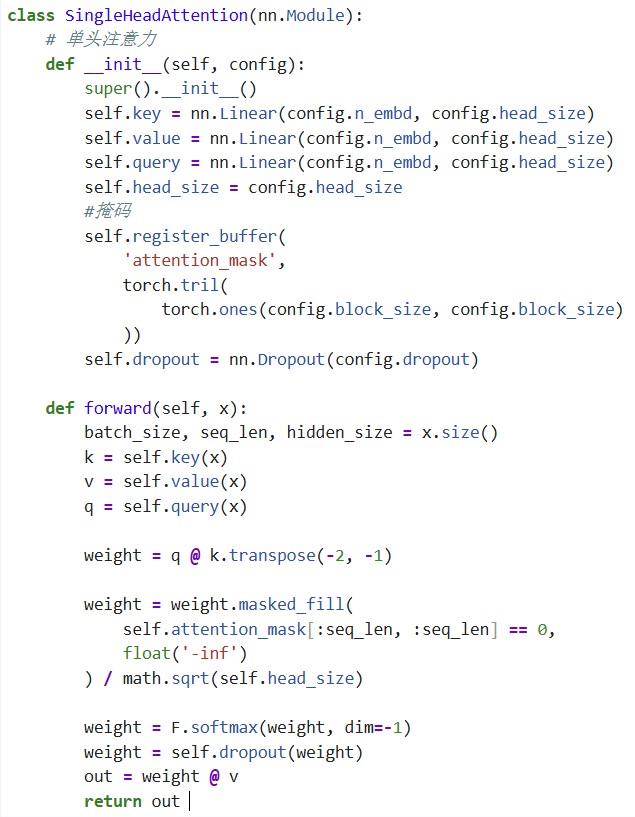 class SingleHeadAttention(nn.Module):
    # 单头注意力
    def __init__(self, config):
        super().__init__()
        self.key = nn.Linear(config.n_embd, config.head_size)
        self.value = nn.Linear(config.n_embd, config.head_size)
        self.query = nn.Linear(config.n_embd, config.head_size)
        self.head_size = config.head_size
        #掩码
        self.register_buffer(
            'attention_mask',
            torch.tril(
                torch.ones(config.block_size, config.block_size)
            ))
        self.dropout = nn.Dropout(config.dropout)

    def forward(self, x):
        batch_size, seq_len, hidden_size = x.size()
        k = self.key(x)
        v = self.value(x)
        q = self.query(x)

        weight = q @ k.transpose(-2, -1)

        weight = weight.masked_fill(
            self.attention_mask[:seq_len, :seq_len] == 0,
            float('-inf')
        ) / math.sqrt(self.head_size)

        weight = F.softmax(weight, dim=-1)
        weight = self.dropout(weight)
        out = weight @ v
        return out